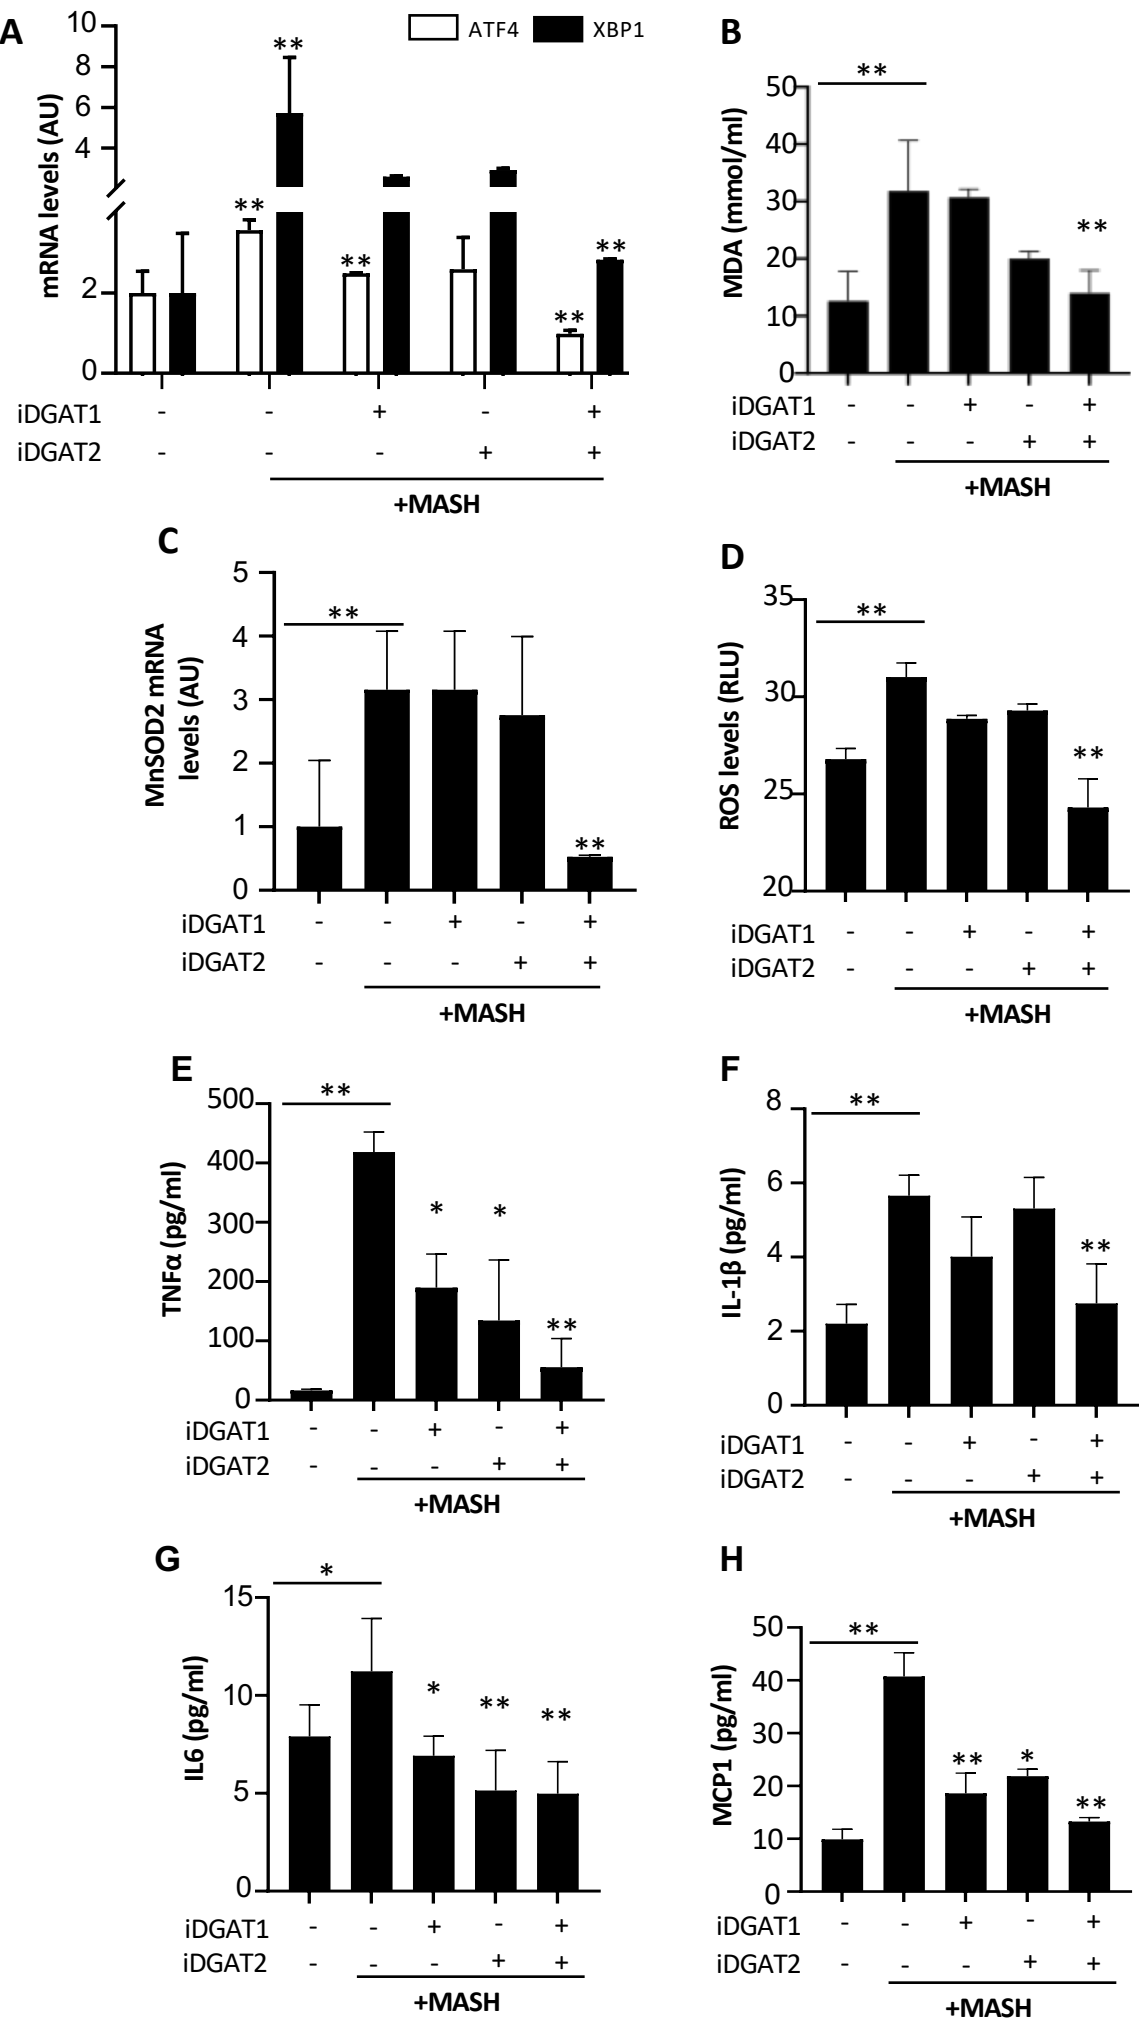 A
ATF4 XBP1
mRNA levels (AU)
10
8
6
4
2
0
** ** ** ** **
iDGAT1 - - + - +
iDGAT2 - - - + +
+MASH
B
MDA (mmol/ml)
50
40
30
20
10
0
** **
iDGAT1 - - + - +
iDGAT2 - - - + +
+MASH
C
MnSOD2 mRNA
levels (AU)
5
4
3
2
1
0
** **
iDGAT1 - - + - +
iDGAT2 - - - + +
+MASH
D
ROS levels (RLU)
35
30
25
20
** **
iDGAT1 - - + - +
iDGAT2 - - - + +
+MASH
E
TNFα (pg/ml)
500
400
300
200
100
0
** * * **
iDGAT1 - - + - +
iDGAT2 - - - + +
+MASH
F
IL-1β (pg/ml)
8
6
4
2
0
** **
iDGAT1 - - + - +
iDGAT2 - - - + +
+MASH
G
IL6 (pg/ml)
15
10
5
0
* * ** **
iDGAT1 - - + - +
iDGAT2 - - - + +
+MASH
H
MCP1 (pg/ml)
50
40
30
20
10
0
** ** * **
iDGAT1 - - + - +
iDGAT2 - - - + +
+MASH